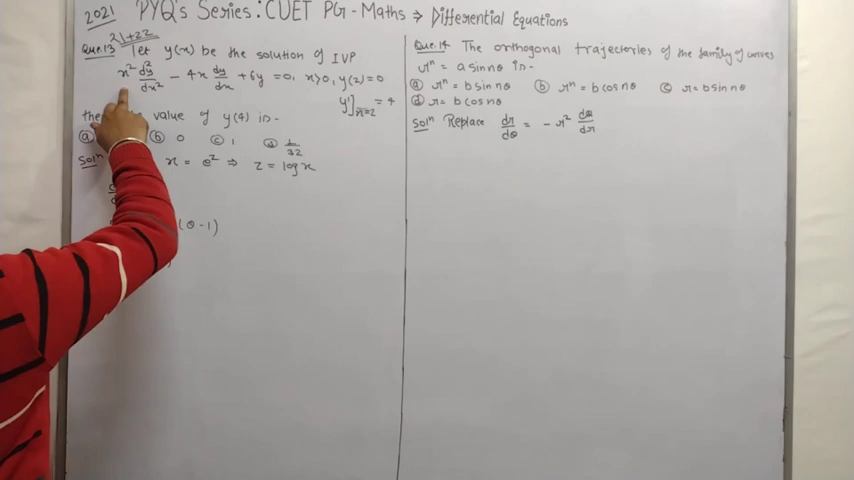 2021 PYQ's Series: CUET PG-Maths → Differential Equations
21+22
Que.13 let y(x) be the solution of IVP
x² d²y/dx² - 4x dy/dx + 6y = 0, x>0, y(2)=0
y']x=2 = 4
the value of y(4) is-
(a) (b) 0 (c) 1 (d) 1/32
Solⁿ x = e^z ⇒ z = log x
(θ-1)
Que.14 The orthogonal trajectories of the family of curves
rⁿ = a sin nθ is-
(a) rⁿ = b sin nθ (b) rⁿ = b cos nθ (c) r = b sin nθ
(d) r = b cos nθ
Solⁿ Replace dr/dθ = -r² dθ/dr